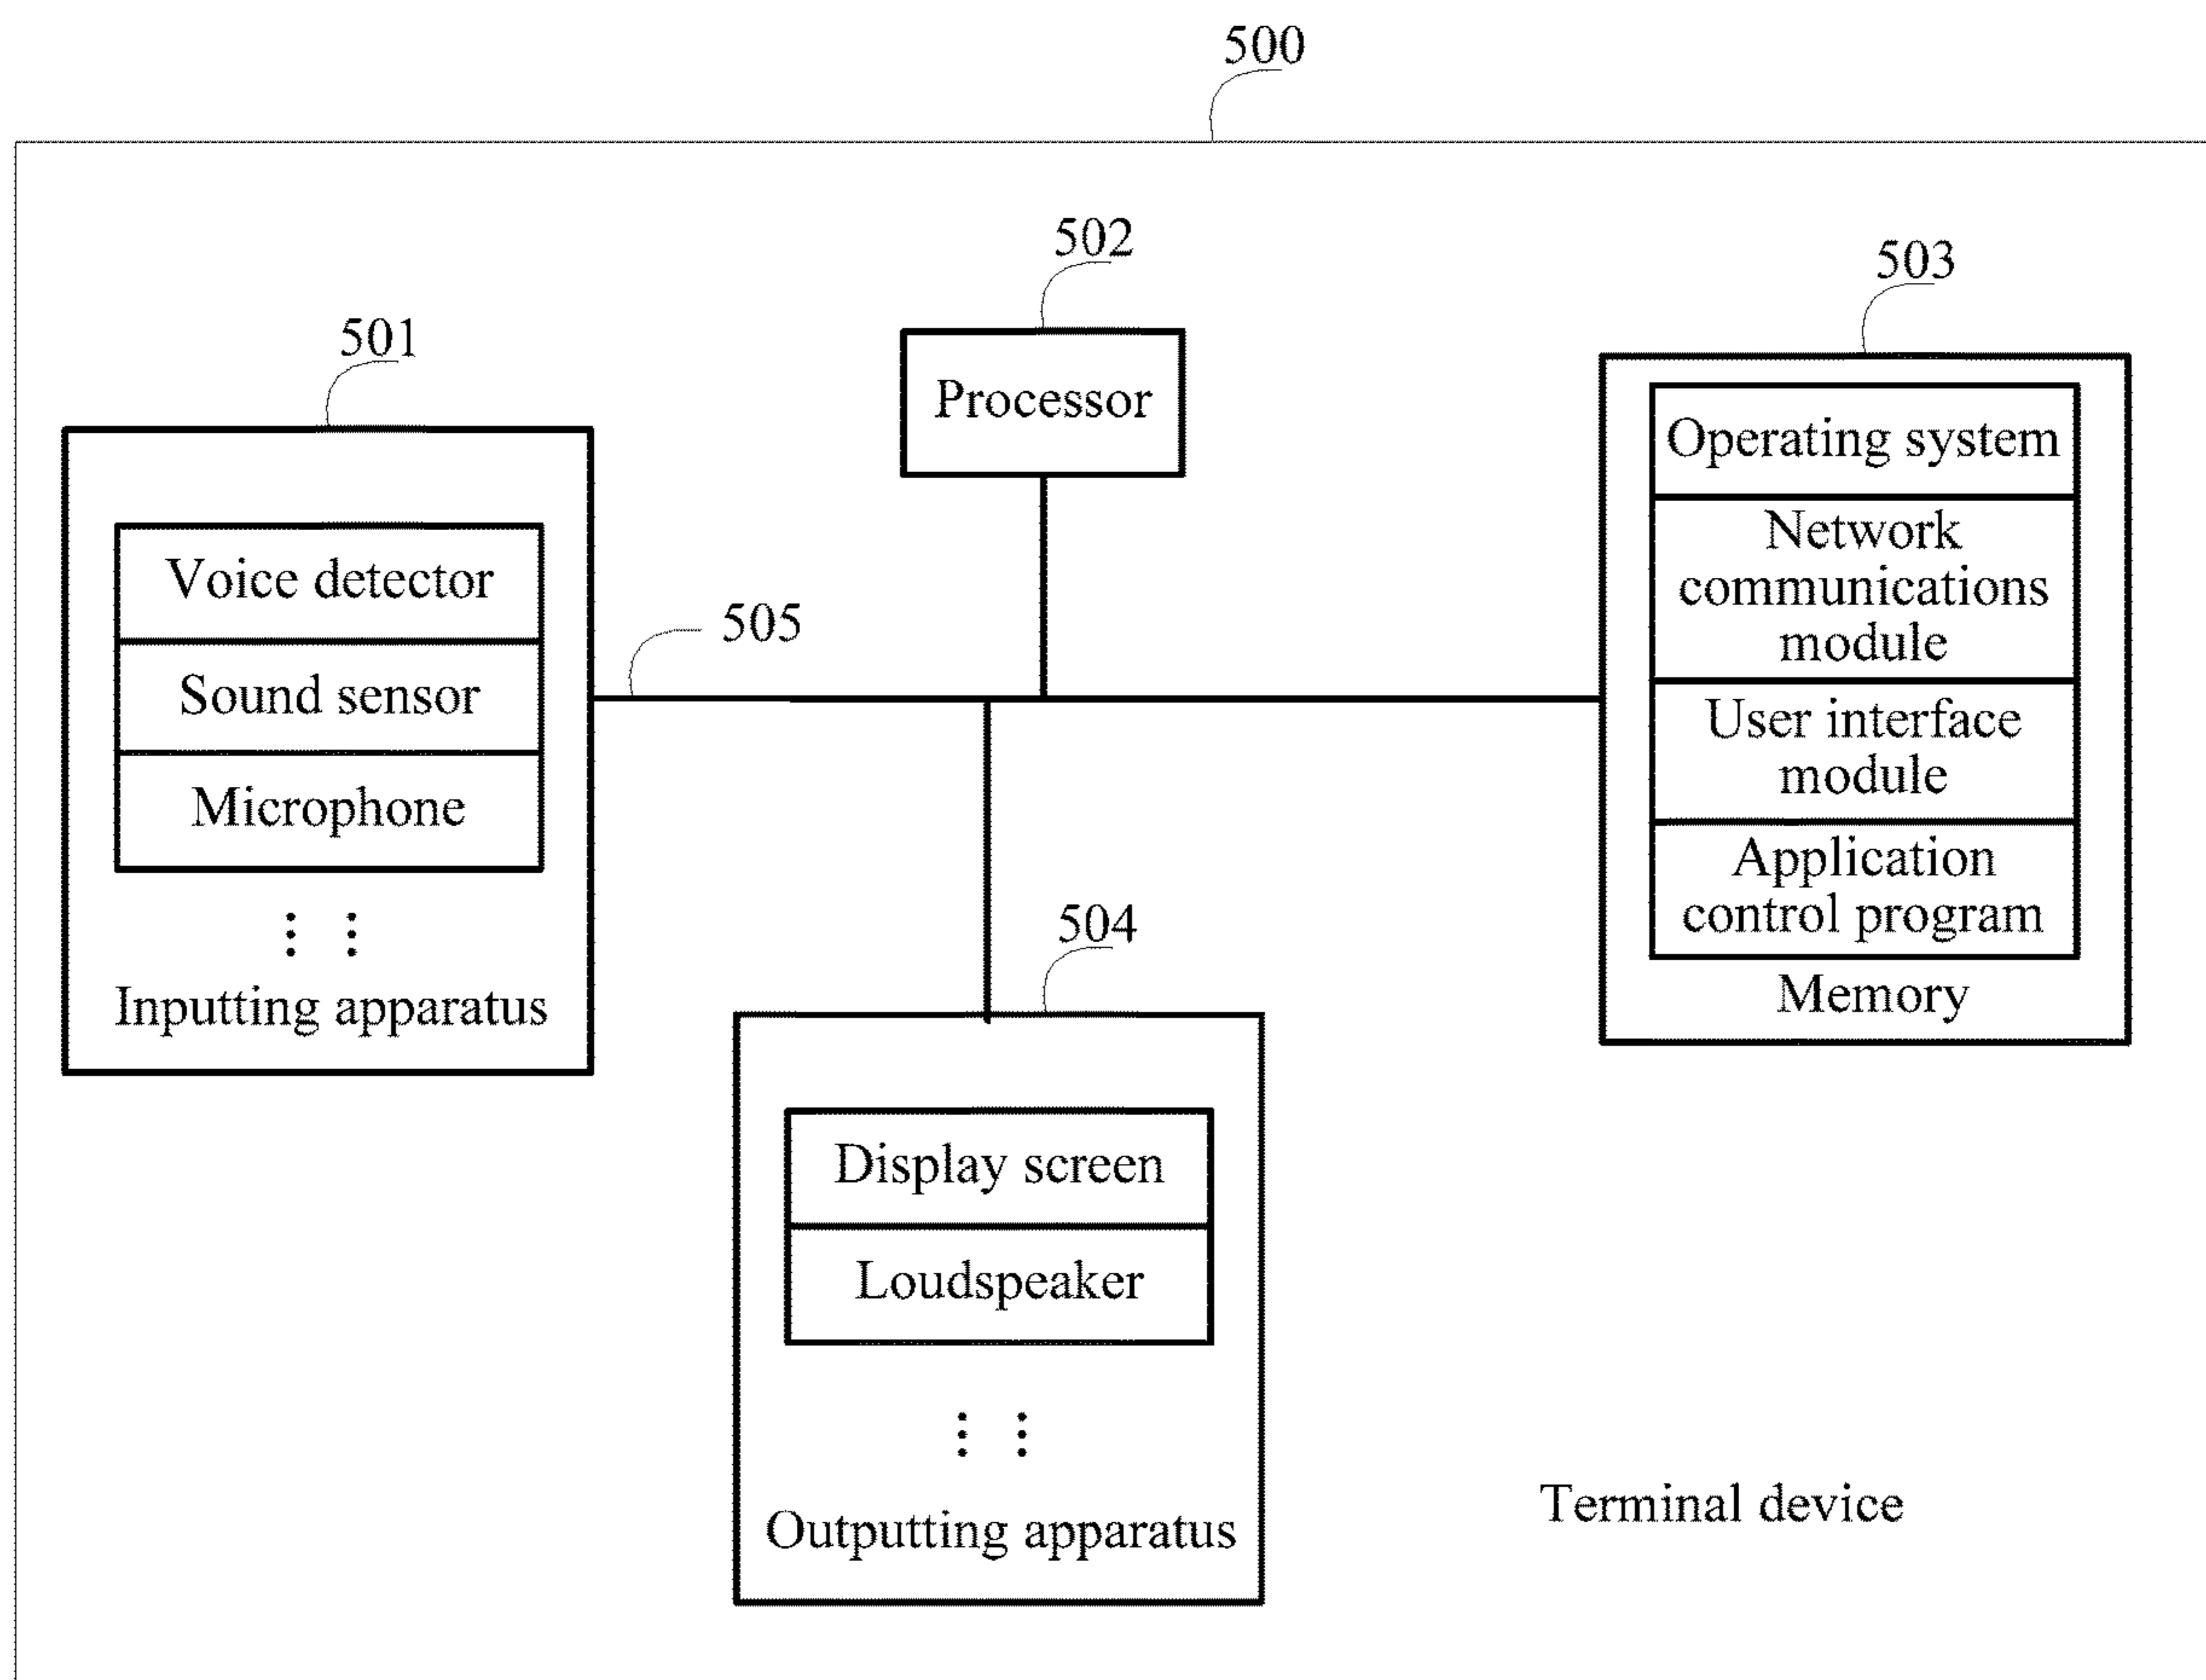 500
502
503
501
Processor
Operating system
Network
communications
module
User interface
module
Application
control program
Memory
Voice detector
Sound sensor
Microphone
Inputting apparatus
505
504
Display screen
Loudspeaker
Outputting apparatus
Terminal device